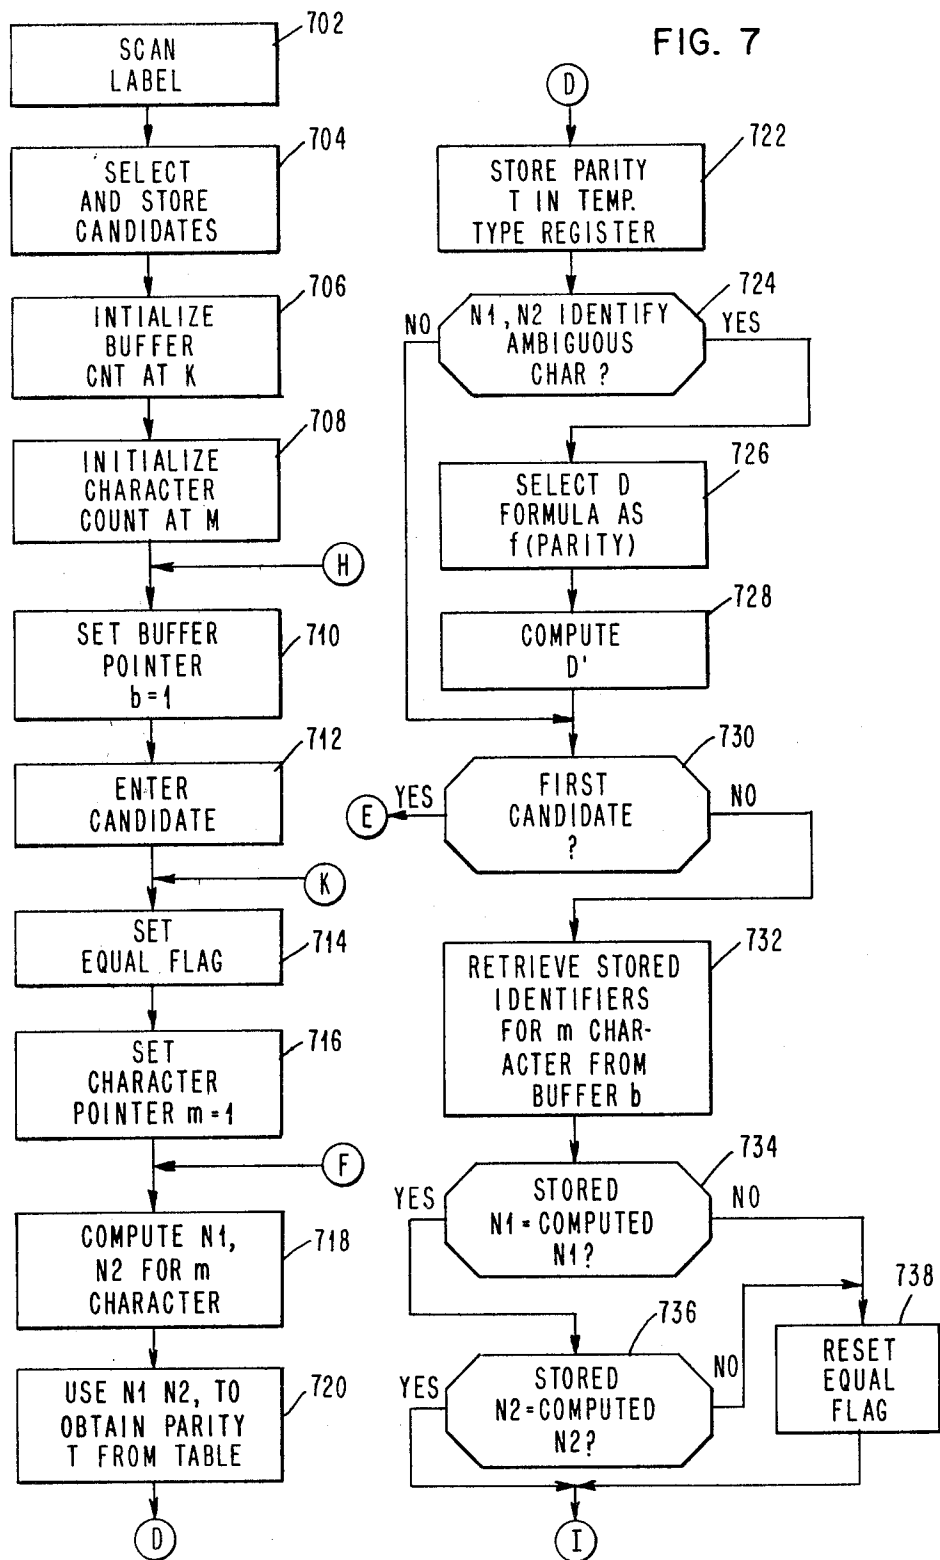 FIG. 7
702
SCAN
LABEL
704
SELECT
AND STORE
CANDIDATES
706
INTIALIZE
BUFFER
CNT AT K
708
INITIALIZE
CHARACTER
COUNT AT M
H
710
SET BUFFER
POINTER
b=1
712
ENTER
CANDIDATE
K
714
SET
EQUAL FLAG
716
SET
CHARACTER
POINTER m=1
F
718
COMPUTE N1,
N2 FOR m
CHARACTER
720
USE N1 N2, TO
OBTAIN PARITY
T FROM TABLE
D
D
722
STORE PARITY
T IN TEMP.
TYPE REGISTER
724
NO
N1, N2 IDENTIFY
AMBIGUOUS
CHAR ?
YES
726
SELECT D
FORMULA AS
f(PARITY)
728
COMPUTE
D'
730
E
YES
FIRST
CANDIDATE
?
NO
732
RETRIEVE STORED
IDENTIFIERS
FOR m CHAR-
ACTER FROM
BUFFER b
734
YES
STORED
N1=COMPUTED
N1?
NO
736
YES
STORED
N2=COMPUTED
N2?
NO
738
RESET
EQUAL
FLAG
I